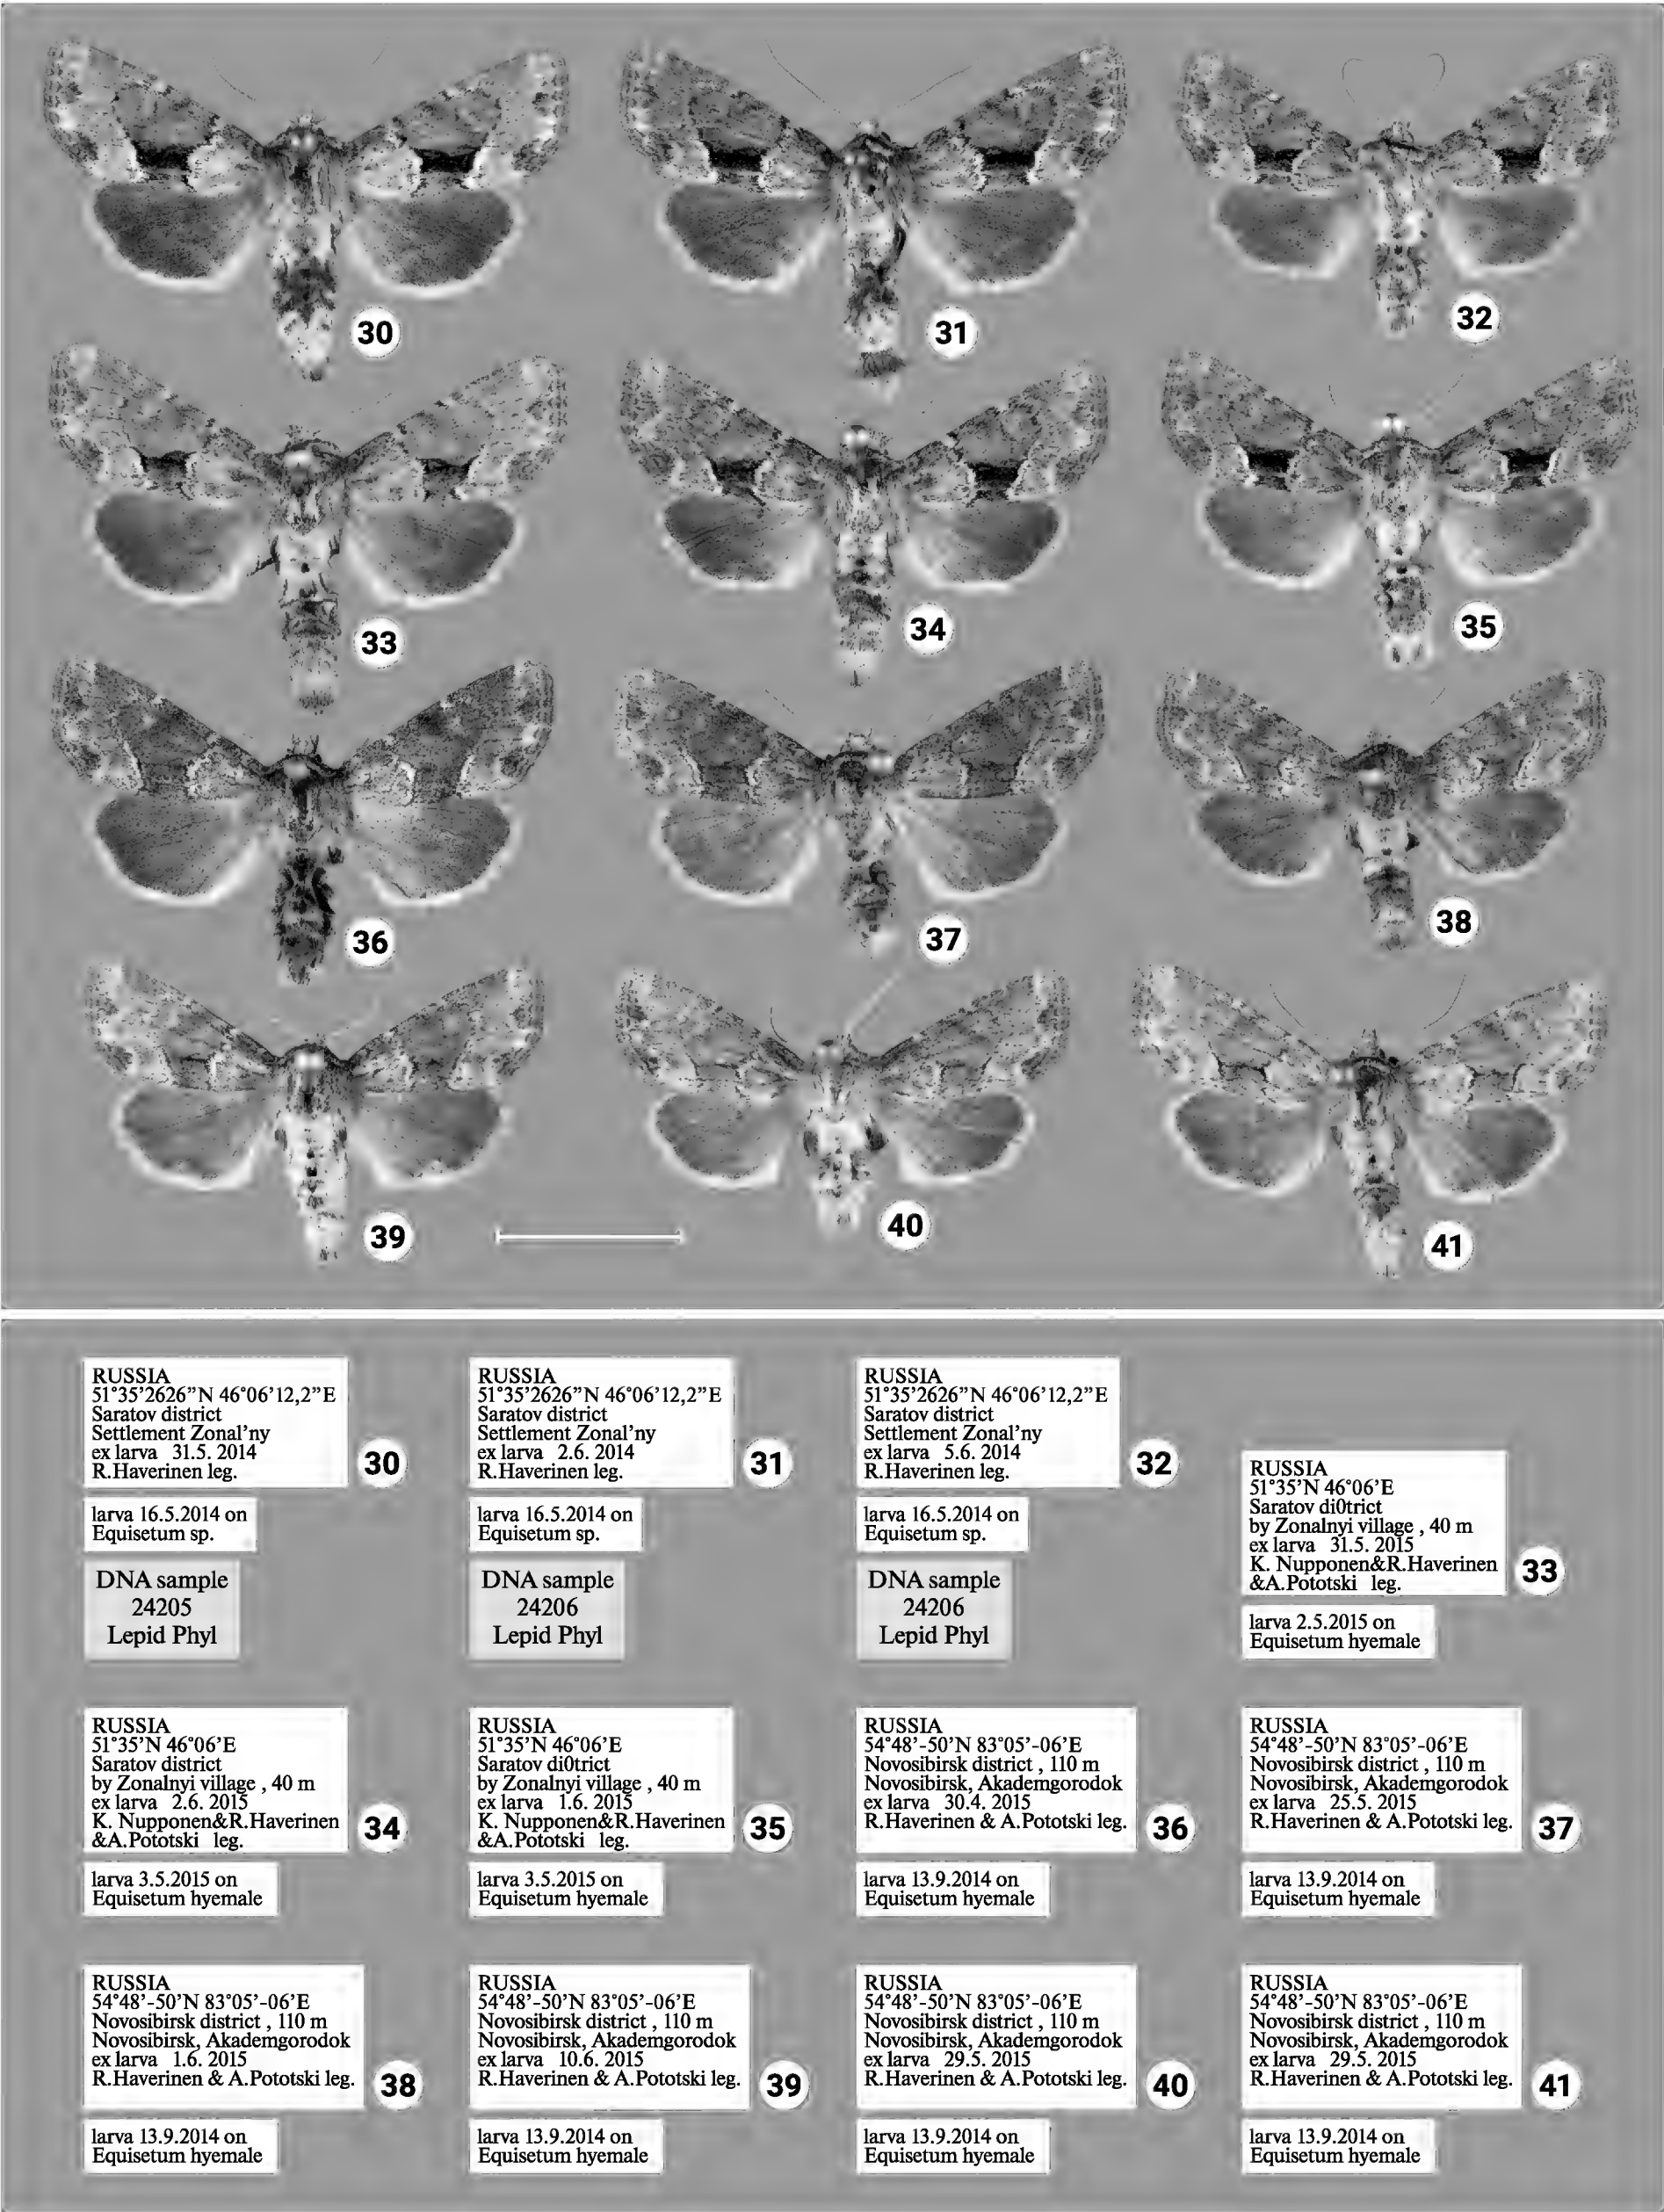 30
31
32
33
34
35
36
37
38
39
40
41
RUSSIA
51°35’2626”N 46°06’12,2”E
Saratov district
Settlement Zonal’ny
ex larva 31.5. 2014
R.Haverinen leg.
larva 16.5.2014 on
Equisetum sp.
DNA sample
24205
Lepid Phyl
30
RUSSIA
51°35’2626”N 46°06’12,2”E
Saratov district
Settlement Zonal’ny
ex larva 2.6. 2014
R.Haverinen leg.
larva 16.5.2014 on
Equisetum sp.
DNA sample
24206
Lepid Phyl
31
RUSSIA
51°35’2626”N 46°06’12,2”E
Saratov district
Settlement Zonal’ny
ex larva 5.6. 2014
R.Haverinen leg.
larva 16.5.2014 on
Equisetum sp.
DNA sample
24206
Lepid Phyl
32
RUSSIA
51°35’N 46°06’E
Saratov di0trict
by Zonalnyi village , 40 m
ex larva 31.5. 2015
K. Nupponen&R.Haverinen
&A.Pototski leg.
larva 2.5.2015 on
Equisetum hyemale
33
RUSSIA
51°35’N 46°06’E
Saratov district
by Zonalnyi village , 40 m
ex larva 2.6. 2015
K. Nupponen&R.Haverinen
&A.Pototski leg.
larva 3.5.2015 on
Equisetum hyemale
34
RUSSIA
51°35’N 46°06’E
Saratov di0trict
by Zonalnyi village , 40 m
ex larva 1.6. 2015
K. Nupponen&R.Haverinen
&A.Pototski leg.
larva 3.5.2015 on
Equisetum hyemale
35
RUSSIA
54°48’-50’N 83°05’-06’E
Novosibirsk district , 110 m
Novosibirsk, Akademgorodok
ex larva 30.4. 2015
R.Haverinen & A.Pototski leg.
larva 13.9.2014 on
Equisetum hyemale
36
RUSSIA
54°48’-50’N 83°05’-06’E
Novosibirsk district , 110 m
Novosibirsk, Akademgorodok
ex larva 25.5. 2015
R.Haverinen & A.Pototski leg.
larva 13.9.2014 on
Equisetum hyemale
37
RUSSIA
54°48’-50’N 83°05’-06’E
Novosibirsk district , 110 m
Novosibirsk, Akademgorodok
ex larva 1.6. 2015
R.Haverinen & A.Pototski leg.
larva 13.9.2014 on
Equisetum hyemale
38
RUSSIA
54°48’-50’N 83°05’-06’E
Novosibirsk district , 110 m
Novosibirsk, Akademgorodok
ex larva 10.6. 2015
R.Haverinen & A.Pototski leg.
larva 13.9.2014 on
Equisetum hyemale
39
RUSSIA
54°48’-50’N 83°05’-06’E
Novosibirsk district , 110 m
Novosibirsk, Akademgorodok
ex larva 29.5. 2015
R.Haverinen & A.Pototski leg.
larva 13.9.2014 on
Equisetum hyemale
40
RUSSIA
54°48’-50’N 83°05’-06’E
Novosibirsk district , 110 m
Novosibirsk, Akademgorodok
ex larva 29.5. 2015
R.Haverinen & A.Pototski leg.
larva 13.9.2014 on
Equisetum hyemale
41